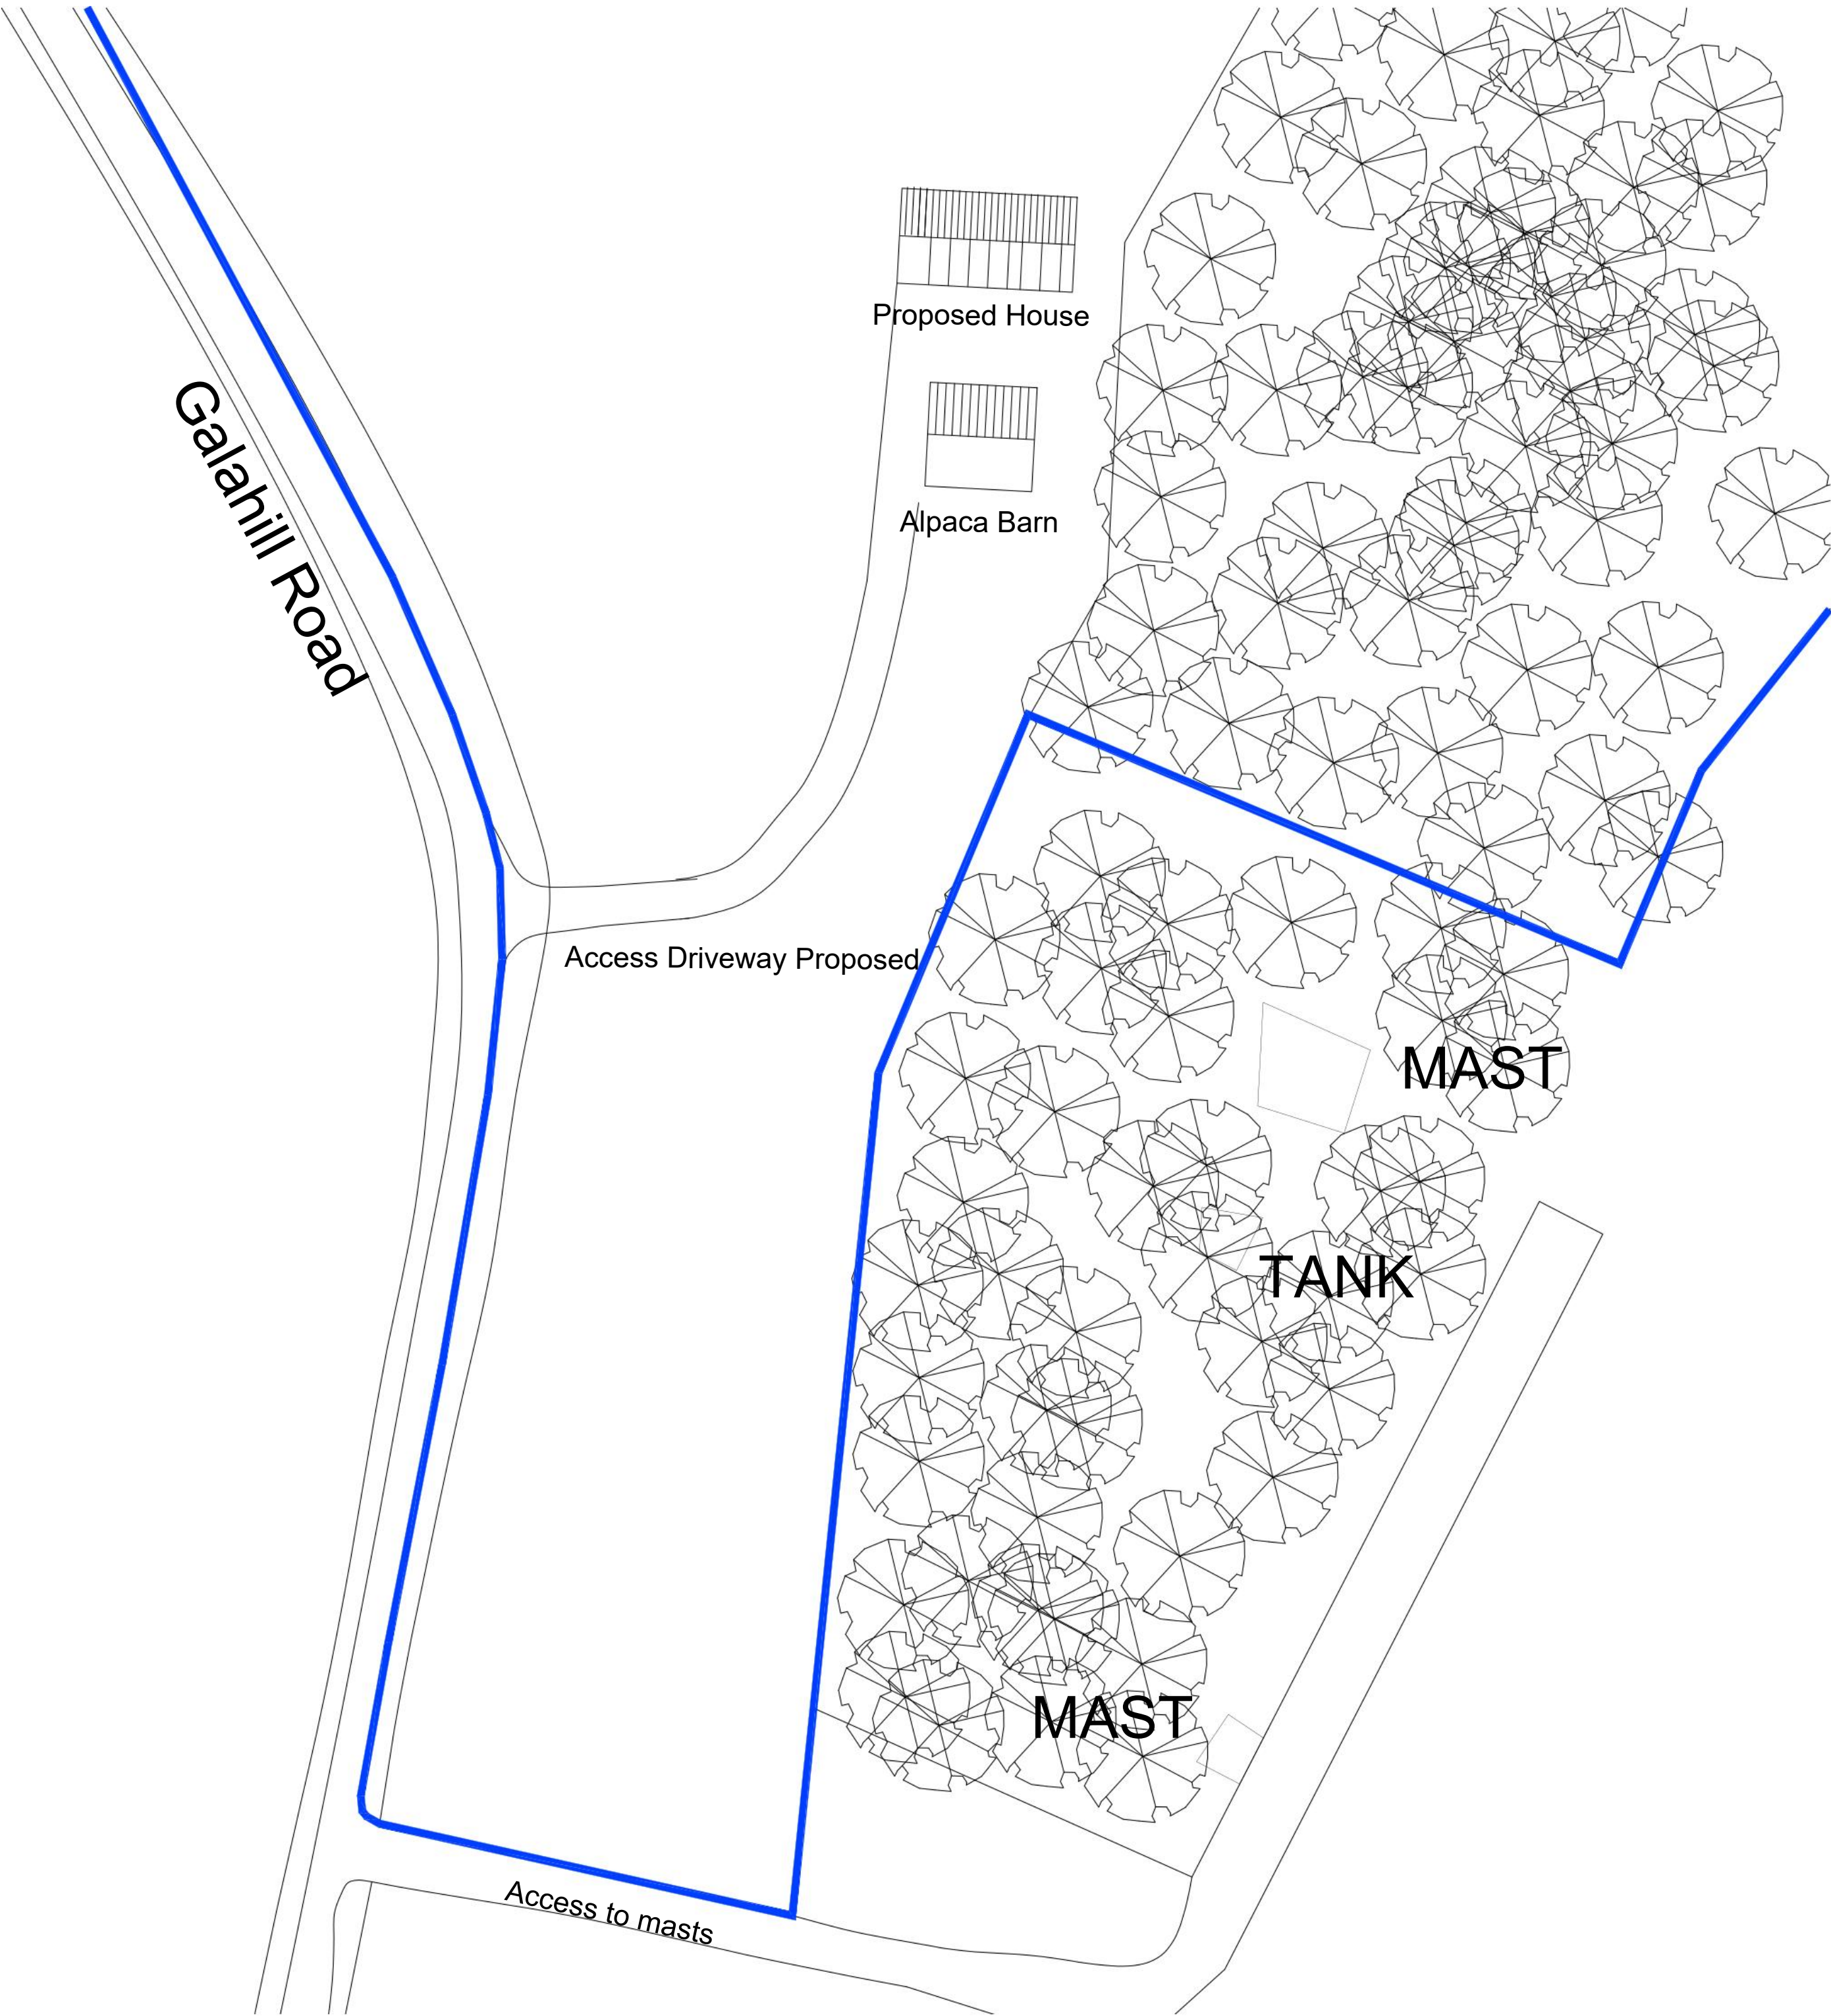 Proposed House
Galahill Road
Alpaca Barn
Access Driveway Proposed
MAST
TANK
MAST
Access to masts